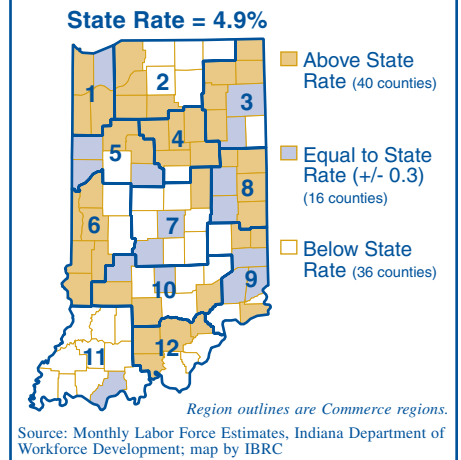 State Rate = 4.9%
Above State
Rate (40 counties)
Equal to State
Rate (+/- 0.3)
(16 counties)
Below State
Rate (36 counties)
1
2
3
4
5
6
7
8
9
10
11
12
Region outlines are Commerce regions.
Source: Monthly Labor Force Estimates, Indiana Department of
Workforce Development; map by IBRC